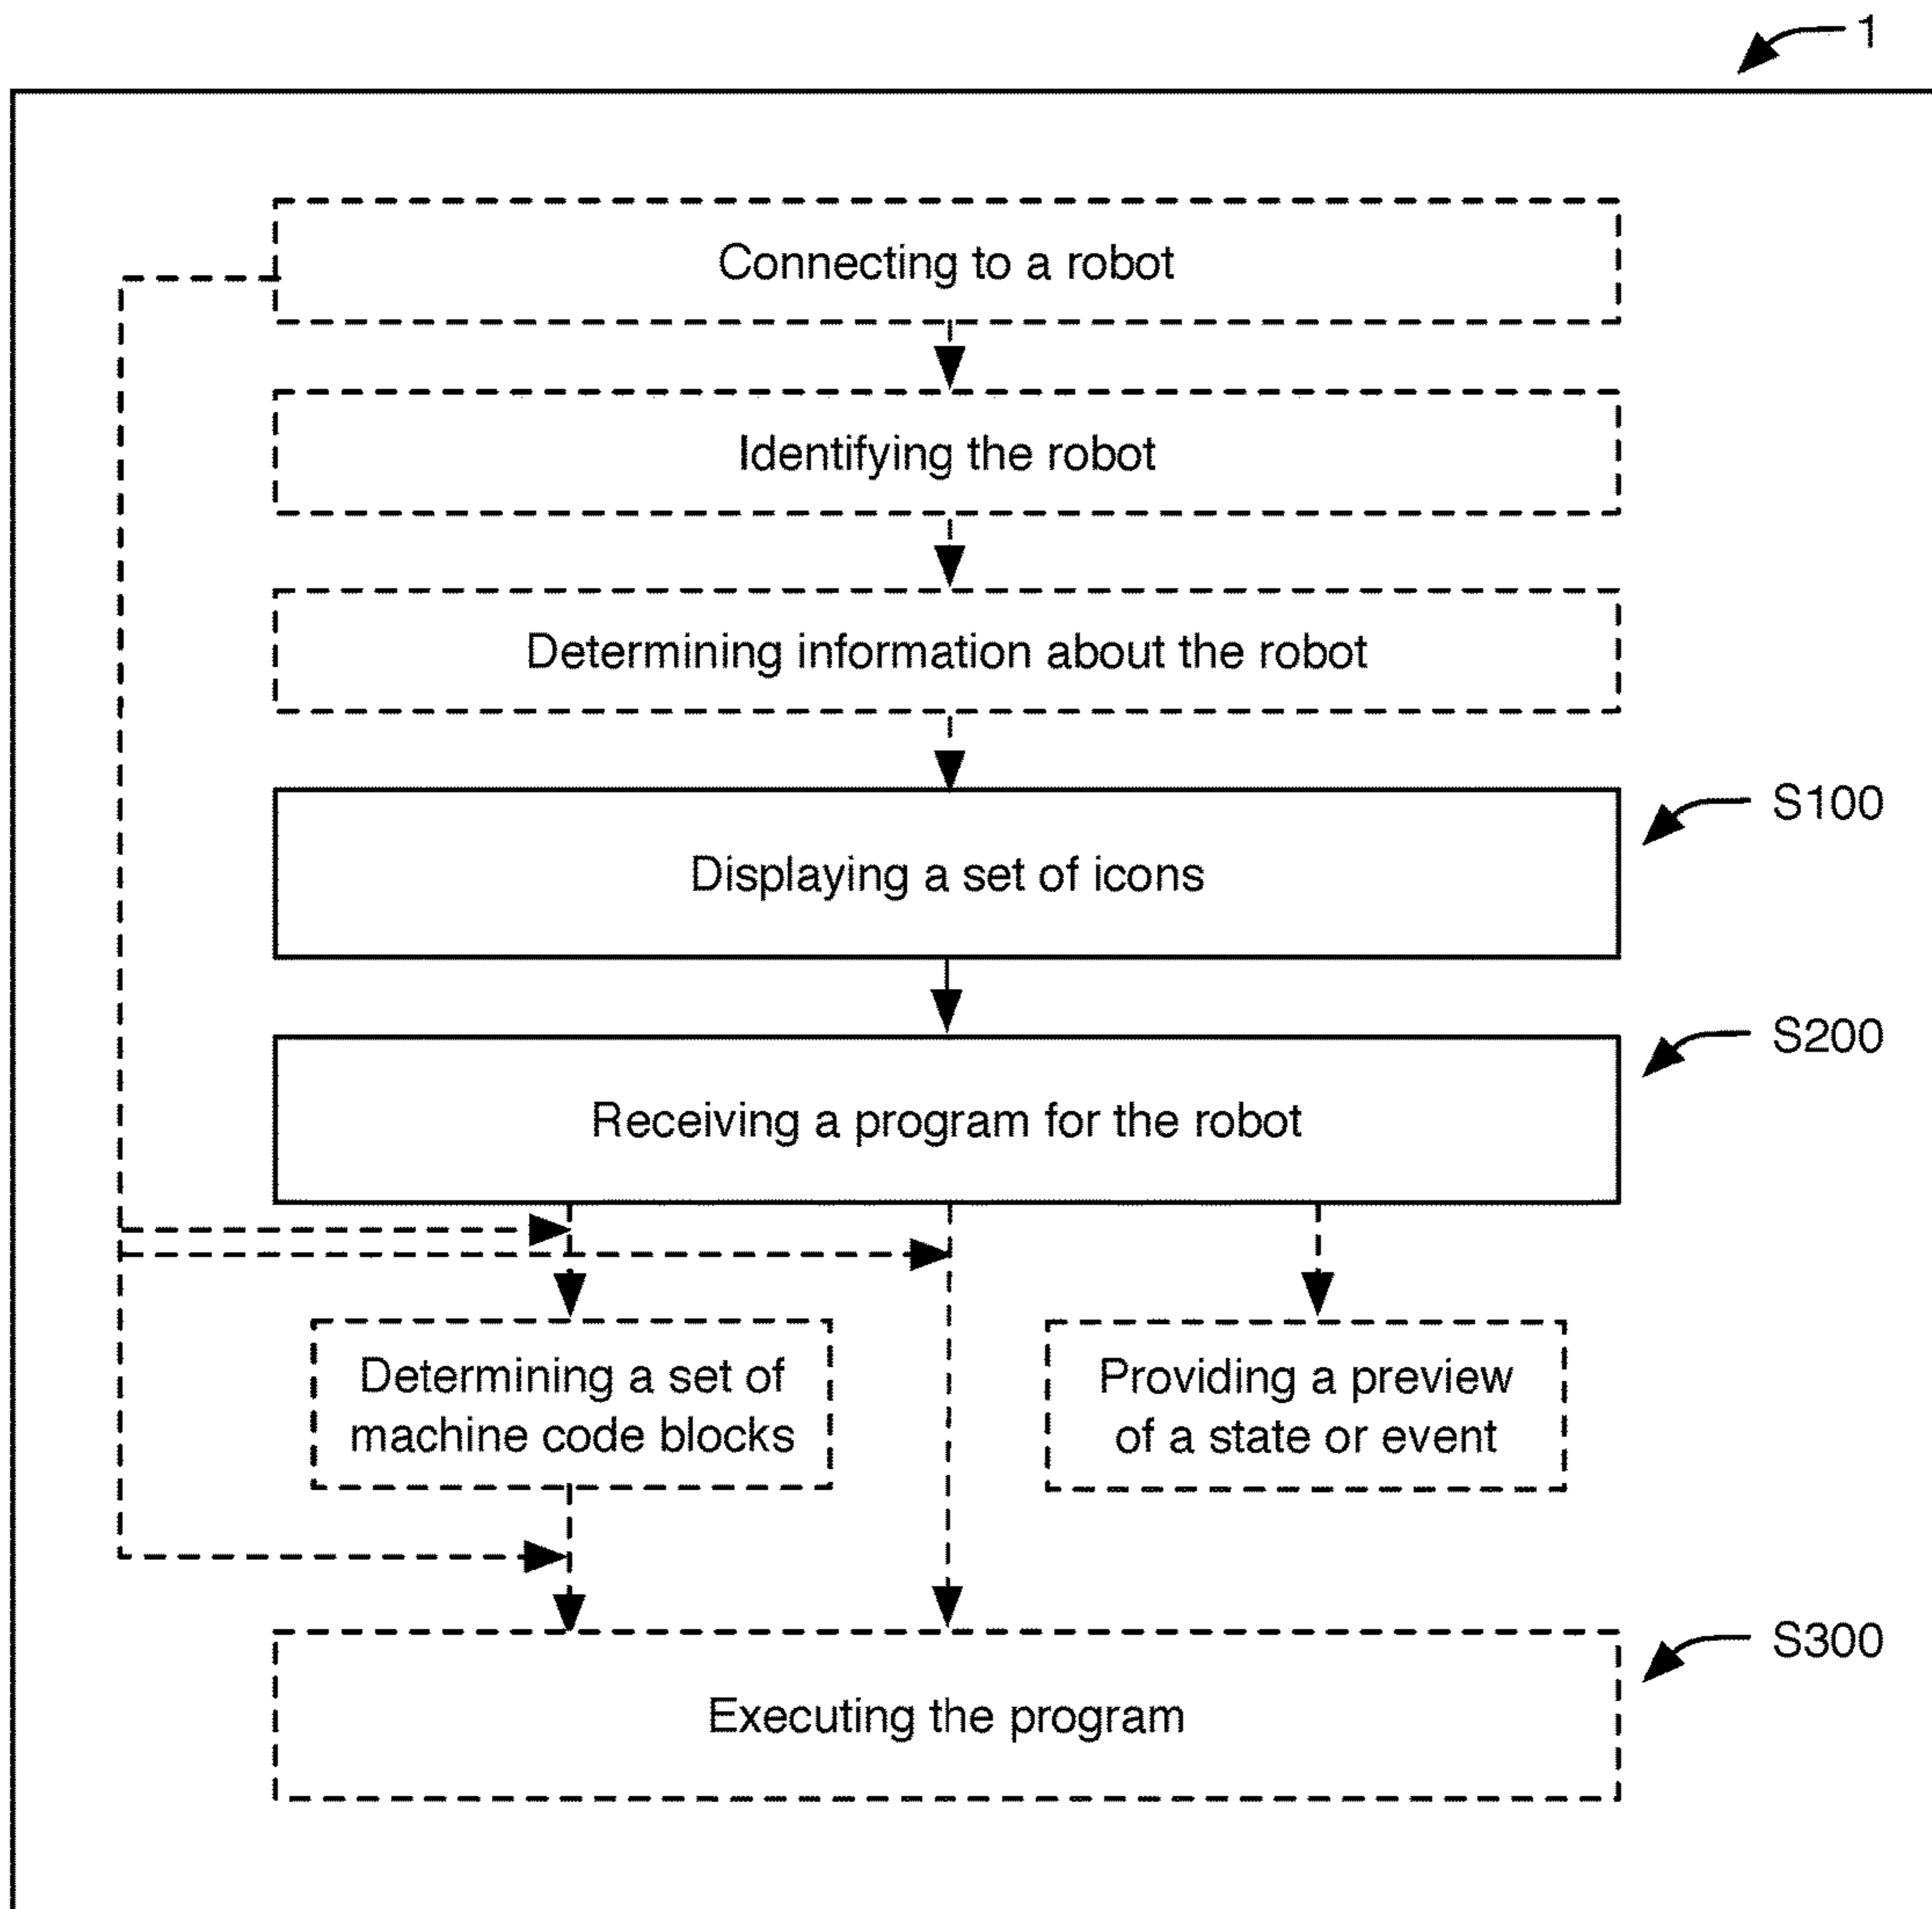 1
Connecting to a robot
Identifying the robot
Determining information about the robot
S100
Displaying a set of icons
S200
Receiving a program for the robot
Determining a set of
machine code blocks
Providing a preview
of a state or event
S300
Executing the program